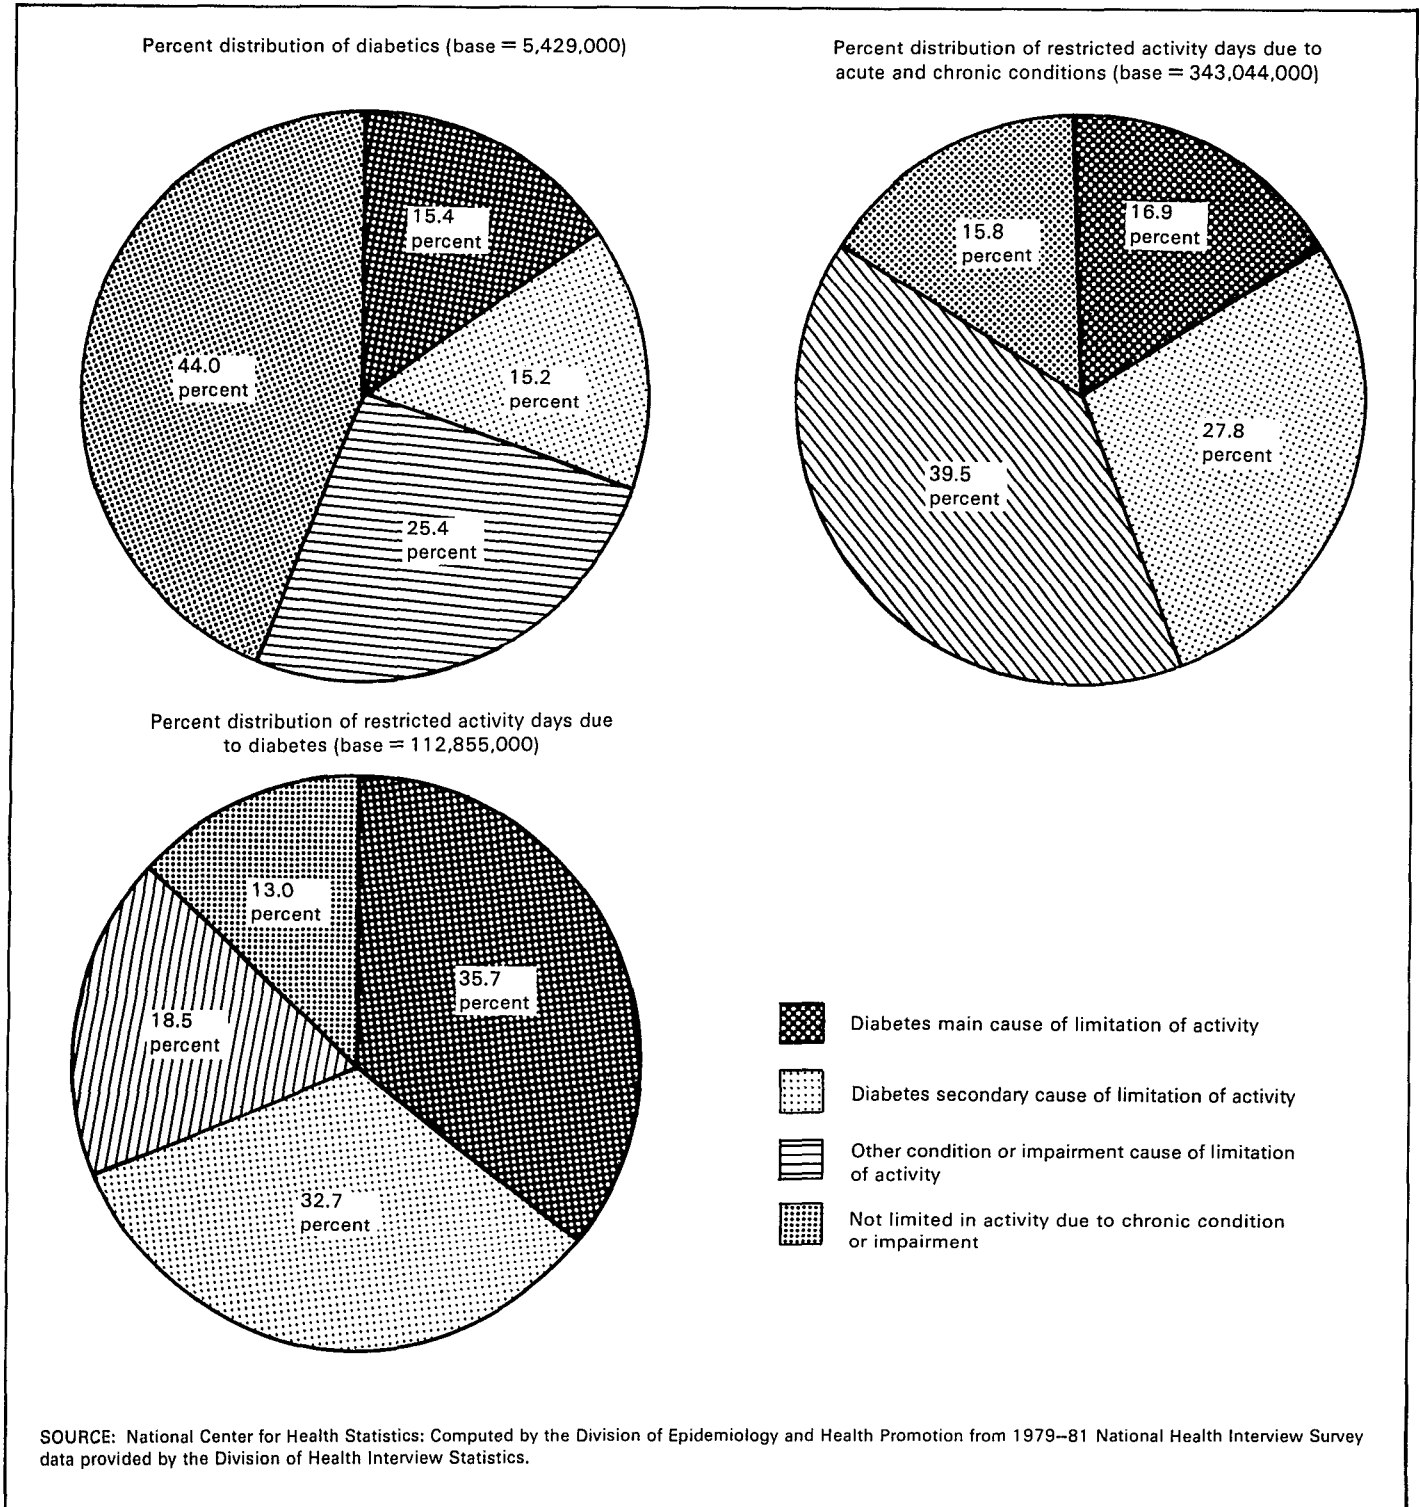 Percent distribution of diabetics (base = 5,429,000)
15.4
percent
15.2
percent
25.4
percent
44.0
percent
Percent distribution of restricted activity days due to
acute and chronic conditions (base = 343,044,000)
16.9
percent
27.8
percent
39.5
percent
15.8
percent
Percent distribution of restricted activity days due
to diabetes (base = 112,855,000)
35.7
percent
32.7
percent
18.5
percent
13.0
percent
Diabetes main cause of limitation of activity
Diabetes secondary cause of limitation of activity
Other condition or impairment cause of limitation
of activity
Not limited in activity due to chronic condition
or impairment
SOURCE: National Center for Health Statistics: Computed by the Division of Epidemiology and Health Promotion from 1979--81 National Health Interview Survey
data provided by the Division of Health Interview Statistics.